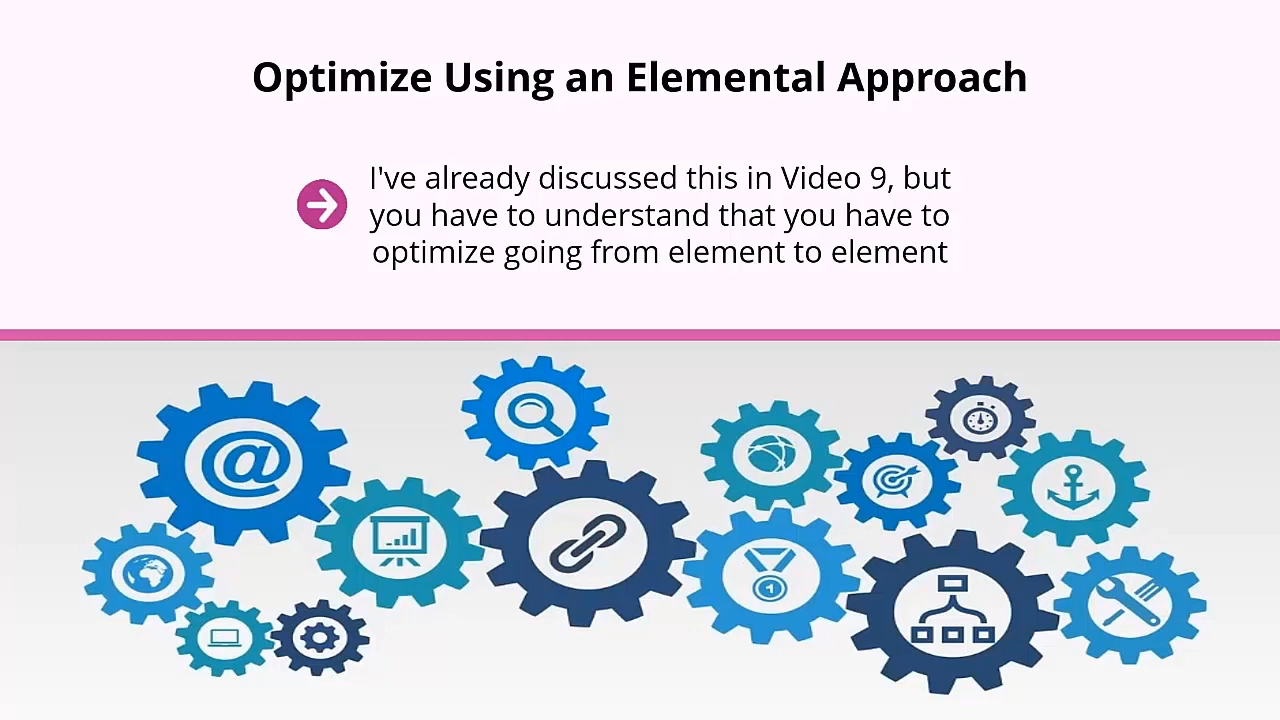 Optimize Using an Elemental Approach
I've already discussed this in Video 9, but
you have to understand that you have to
optimize going from element to element
@
1